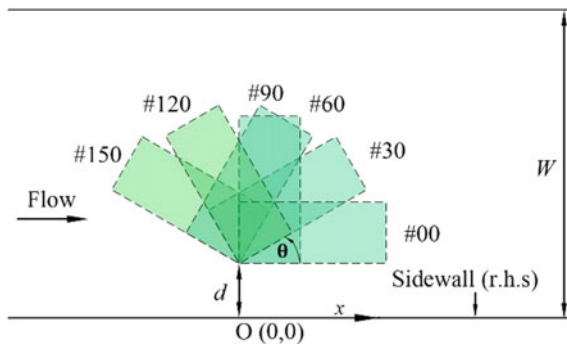 #90
#120
#60
#150
#30
W
Flow
#00
θ
Sidewall (r.h.s)
d
x
O (0,0)